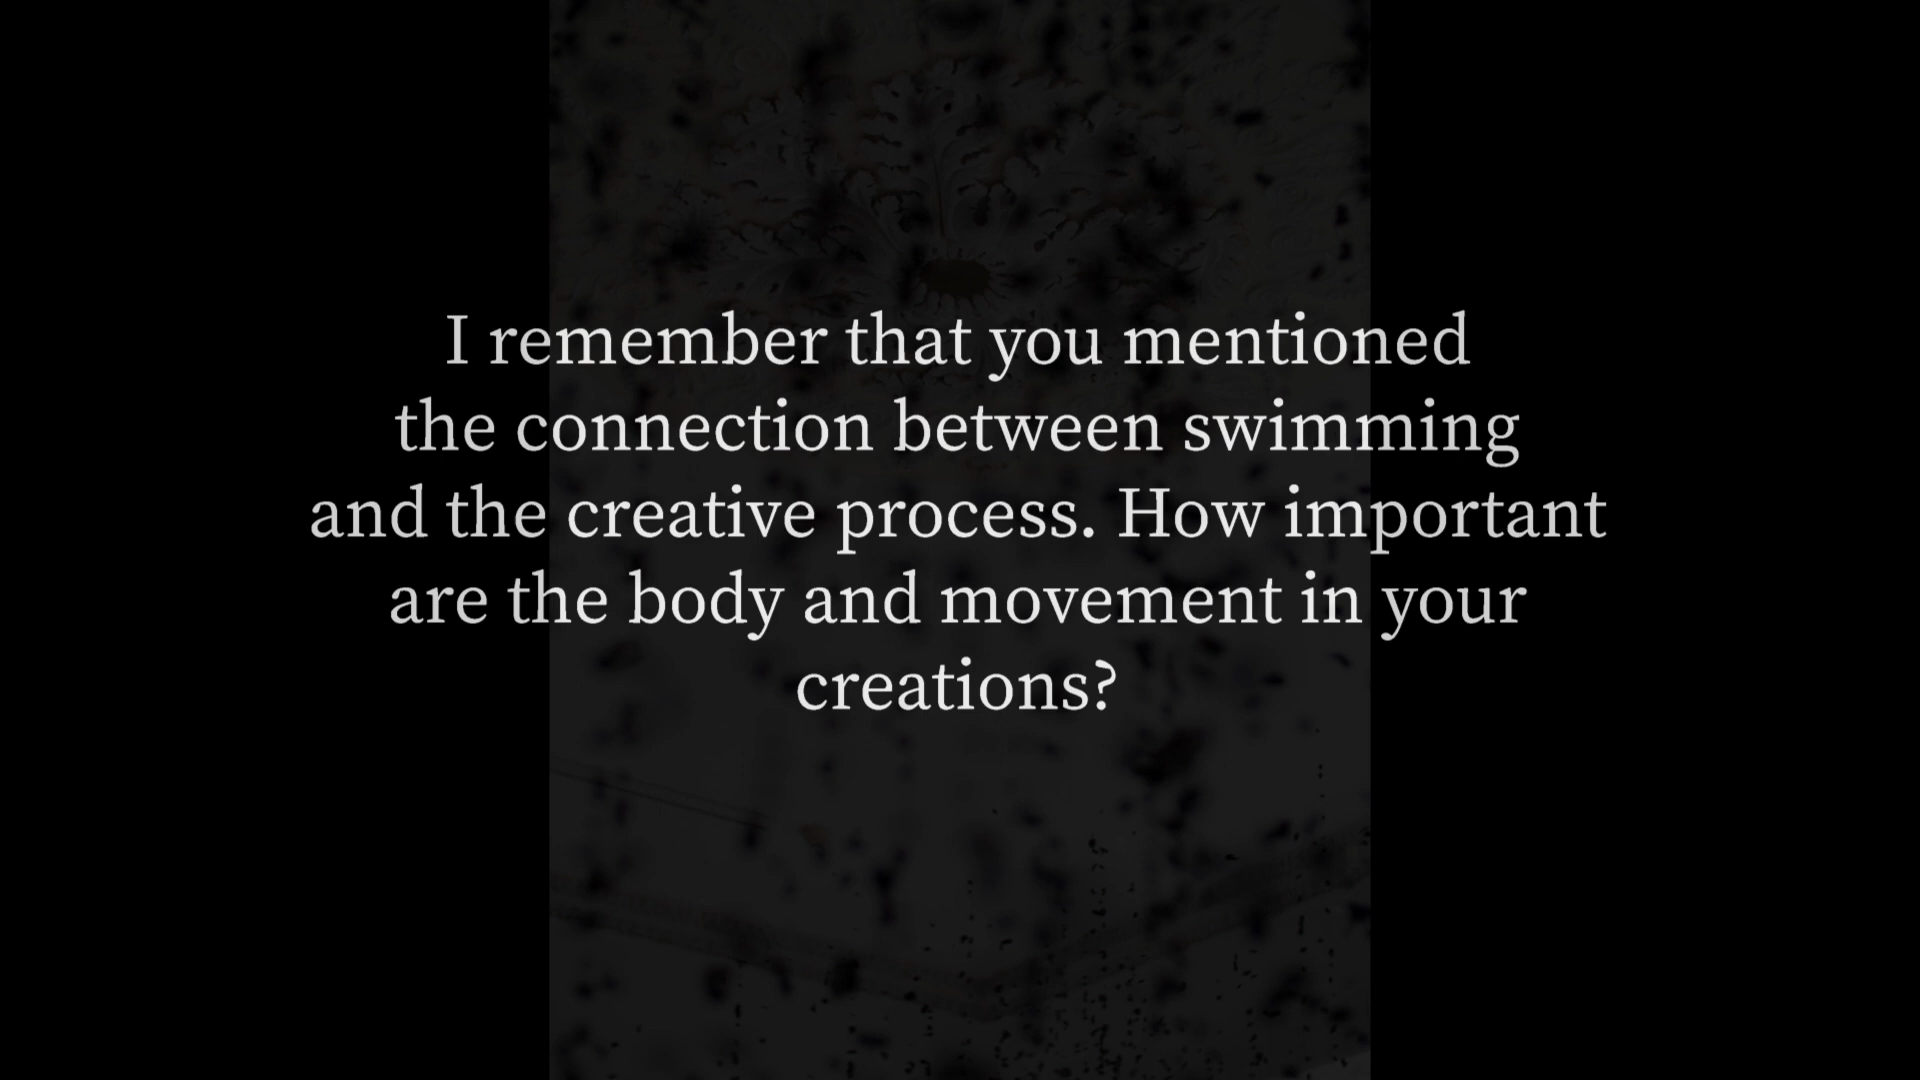 I remember that you mentioned
the connection between swimming
and the creative process. How important
are the body and movement in your
creations?